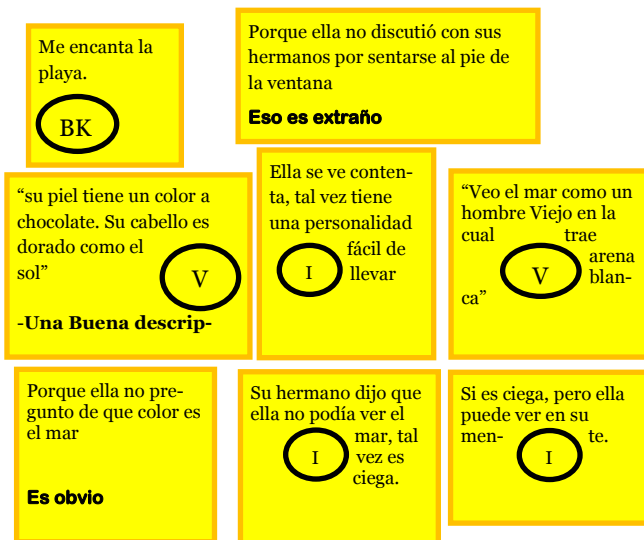 Me encanta la
playa.
BK
Porque ella no discutió con sus
hermanos por sentarse al pie de
la ventana
Eso es extraño
“su piel tiene un color a
chocolate. Su cabello es
dorado como el
sol”
V
-Una Buena descrip-
Ella se ve conten-
ta, tal vez tiene
una personalidad
fácil de
I llevar
“Veo el mar como un
hombre Viejo en la
cual trae
arena
V blan-
ca”
Porque ella no pre-
gunto de que color es
el mar
Es obvio
Su hermano dijo que
ella no podía ver el
mar, tal
I vez es
ciega.
Si es ciega, pero ella
puede ver en su
men- te.
I